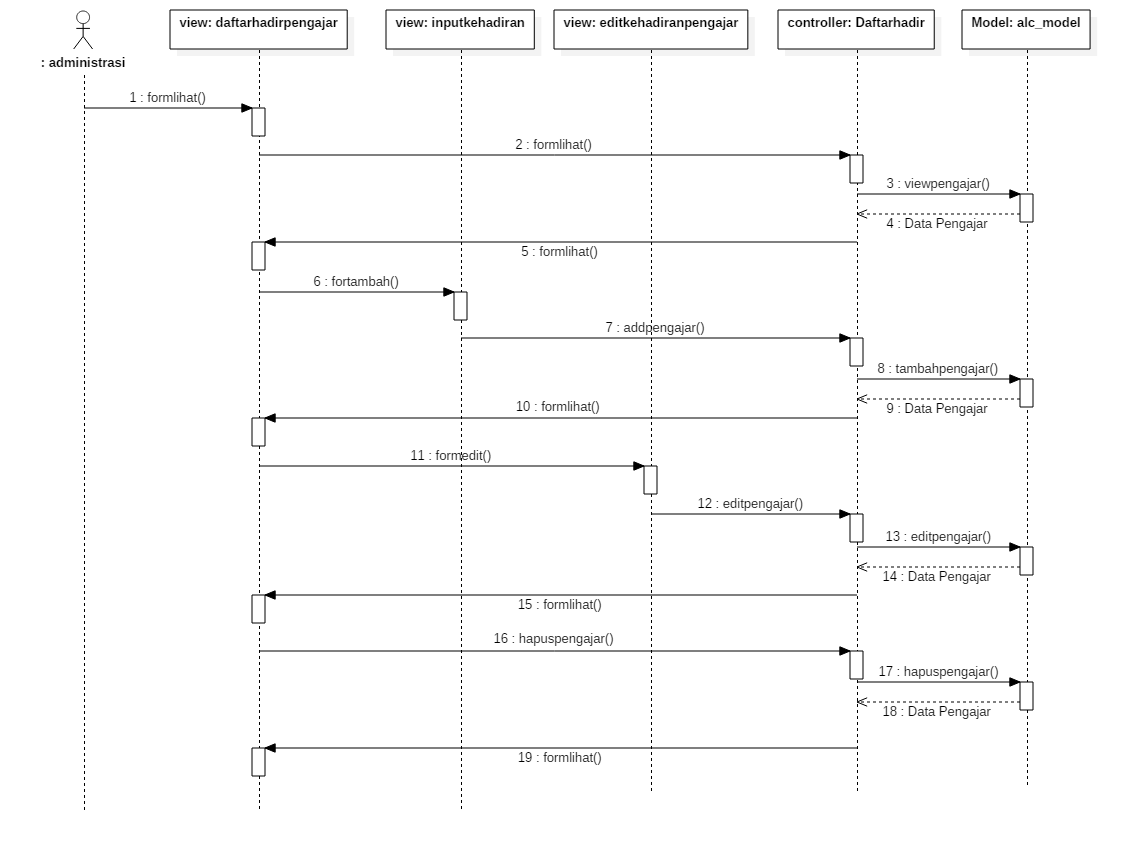 view: daftarhadirpengajar
view: inputkehadiran
view: editkehadiranpengajar
controller: Daftarhadir
Model: alc_model
: administrasi
1 : formlihat()
2 : formlihat()
3 : viewpengajar()
4 : Data Pengajar
5 : formlihat()
6 : fortambah()
7 : addpengajar()
8 : tambahpengajar()
9 : Data Pengajar
10 : formlihat()
11 : formedit()
12 : editpengajar()
13 : editpengajar()
14 : Data Pengajar
15 : formlihat()
16 : hapuspengajar()
17 : hapuspengajar()
18 : Data Pengajar
19 : formlihat()